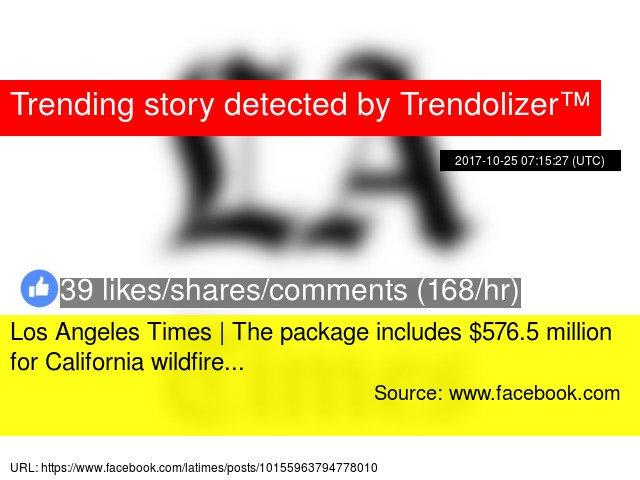 Trending story detected by Trendolizer™
2017-10-25 07:15:27 (UTC)
39 likes/shares/comments (168/hr)
Los Angeles Times | The package includes $576.5 million
for California wildfire...
Source: www.facebook.com
URL: https://www.facebook.com/latimes/posts/10155963794778010